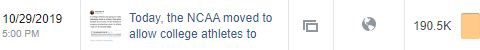 10/29/2019
5:00 PM
Today, the NCAA moved to
allow college athletes to
190.5K